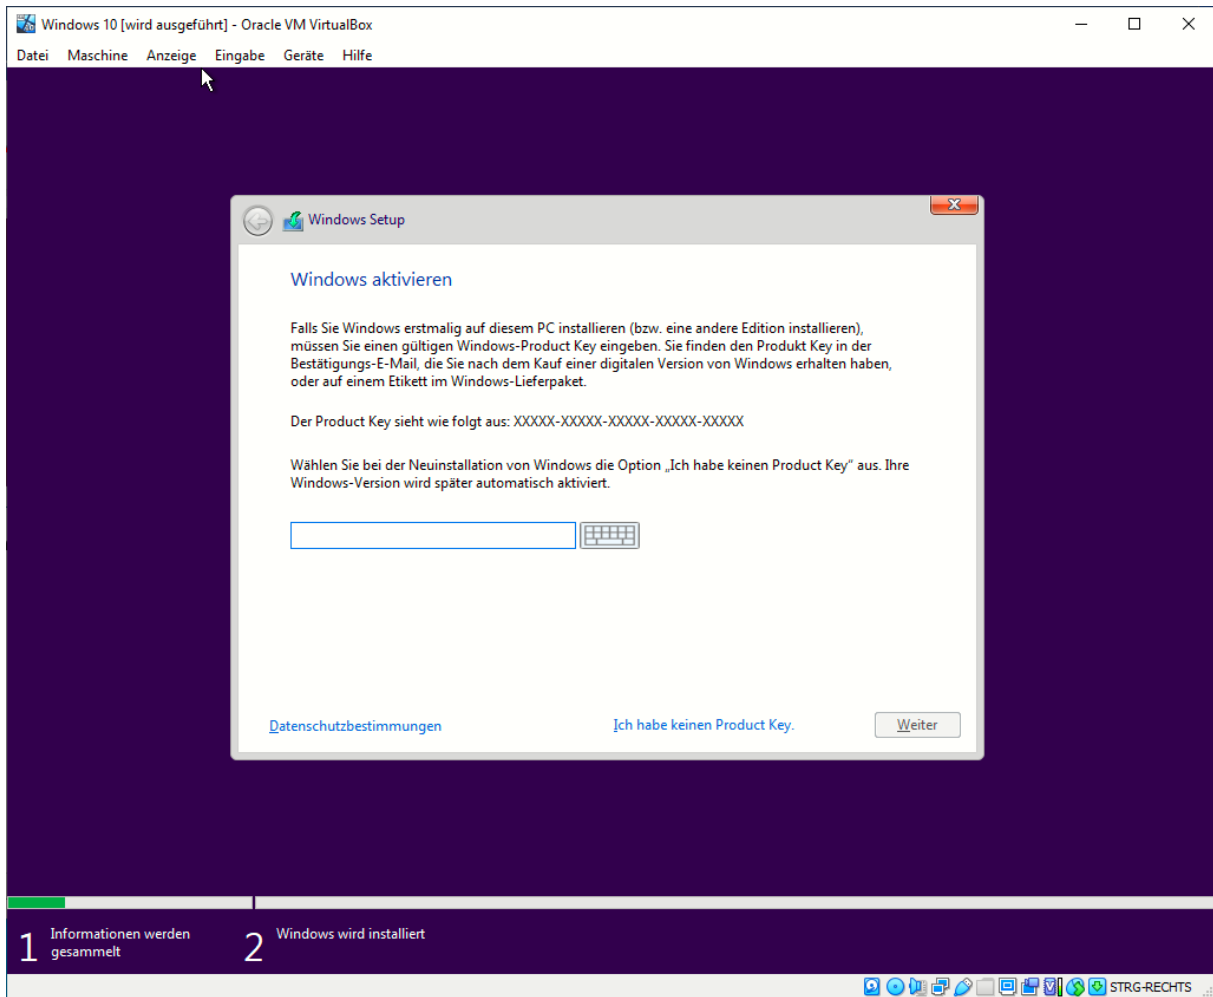 Windows 10 [wird ausgeführt] - Oracle VM VirtualBox
Datei Maschine Anzeige Eingabe Geräte Hilfe
Windows Setup
Windows aktivieren
Falls Sie Windows erstmalig auf diesem PC installieren (bzw. eine andere Edition installieren),
müssen Sie einen gültigen Windows-Product Key eingeben. Sie finden den Produkt Key in der
Bestätigungs-E-Mail, die Sie nach dem Kauf einer digitalen Version von Windows erhalten haben,
oder auf einem Etikett im Windows-Lieferpaket.
Der Product Key sieht wie folgt aus: XXXXX-XXXXX-XXXXX-XXXXX-XXXXX
Wählen Sie bei der Neuinstallation von Windows die Option „Ich habe keinen Product Key“ aus. Ihre
Windows-Version wird später automatisch aktiviert.
Datenschutzbestimmungen Ich habe keinen Product Key. Weiter
1 Informationen werden
gesammelt
2 Windows wird installiert
STRG-RECHTS